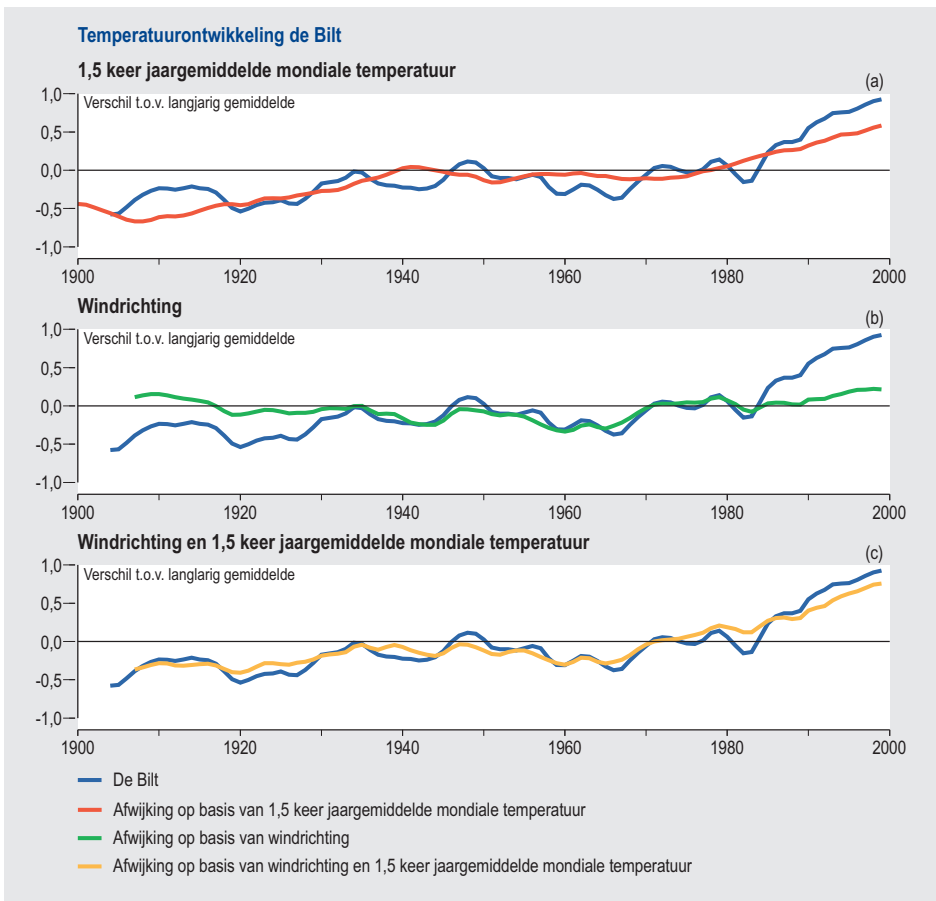 Temperatuurontwikkeling de Bilt
1,5 keer jaargemiddelde mondiale temperatuur
(a)
1,0
Verschil t.o.v. langjarig gemiddelde
0,5
0,0
-0,5
-1,0
1900 1920 1940 1960 1980 2000
Windrichting
(b)
1,0
Verschil t.o.v. langjarig gemiddelde
0,5
0,0
-0,5
-1,0
1900 1920 1940 1960 1980 2000
Windrichting en 1,5 keer jaargemiddelde mondiale temperatuur
(c)
1,0
Verschil t.o.v. langlarig gemiddelde
0,5
0,0
-0,5
-1,0
1900 1920 1940 1960 1980 2000
De Bilt
Afwijking op basis van 1,5 keer jaargemiddelde mondiale temperatuur
Afwijking op basis van windrichting
Afwijking op basis van windrichting en 1,5 keer jaargemiddelde mondiale temperatuur